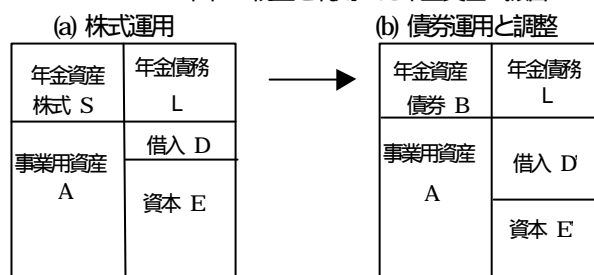 (a) 株式運用
(b) 債券運用と調整
年金資産
株式 S
年金債務
L
事業用資産
A
借入 D
資本 E
年金資産
債券 B
年金債務
L
事業用資産
A
借入 D'
資本 E'